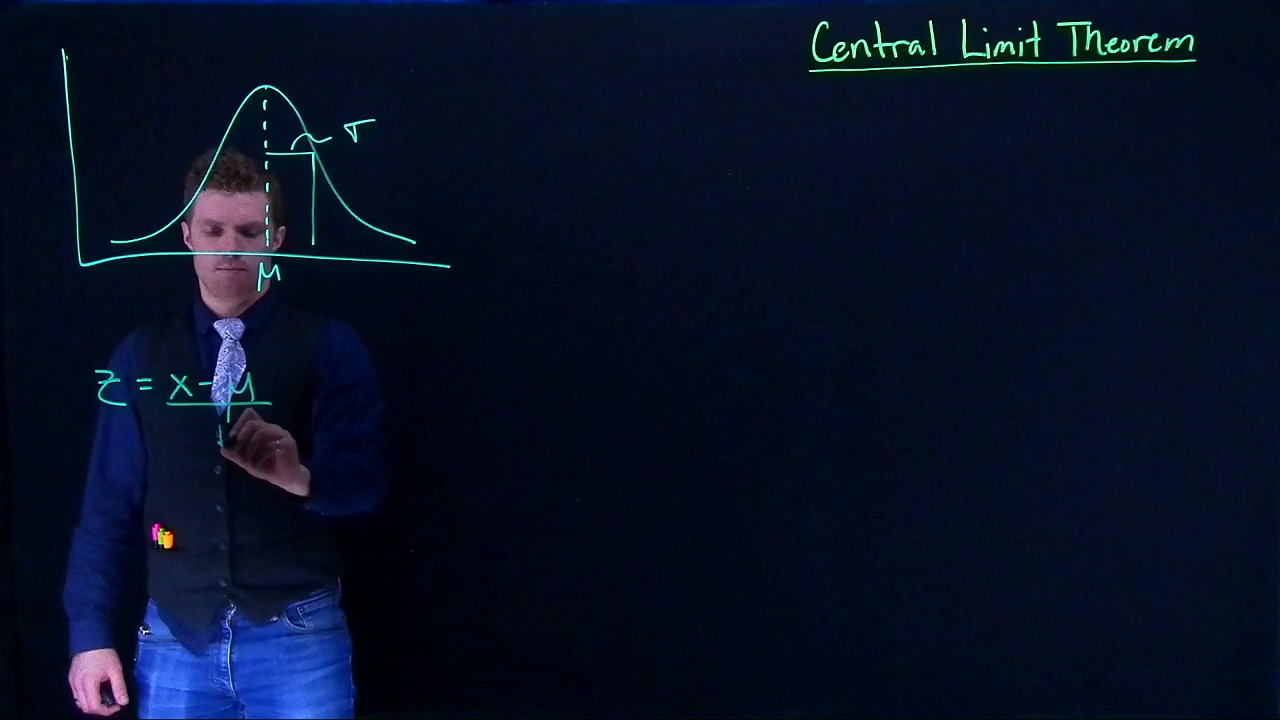 Central Limit Theorem
σ
μ
z = x - μ